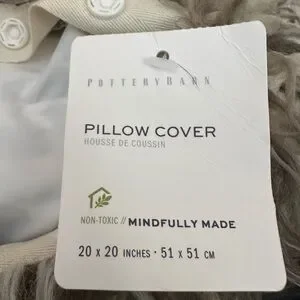 POTTERYBARN
PILLOW COVER
HOUSSE DE COUSSIN
NON-TOXIC // MINDFULLY MADE
20 x 20 INCHES · 51 x 51 CM